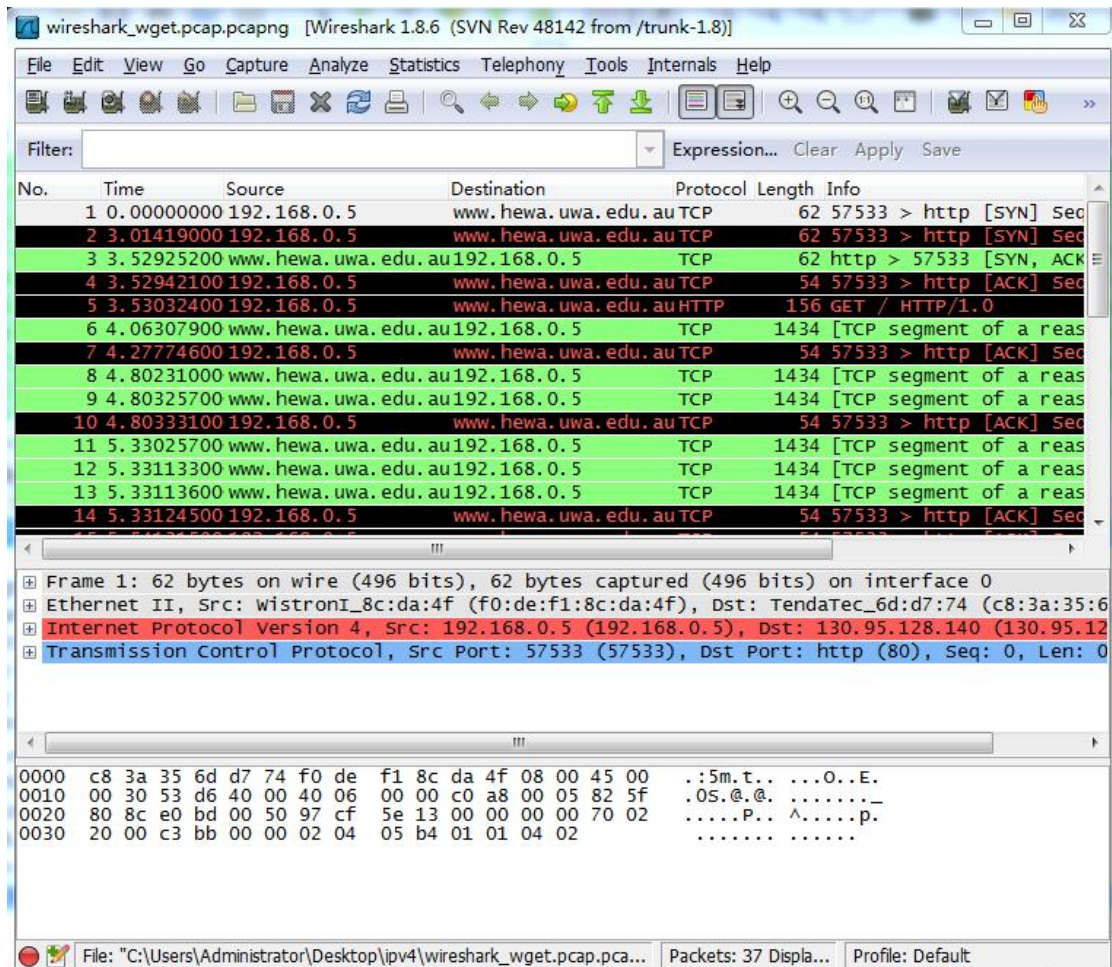 wireshark_wget.pcap.pcapng [Wireshark 1.8.6 (SVN Rev 48142 from /trunk-1.8)]
File Edit View Go Capture Analyze Statistics Telephony Tools Internals Help
Filter: Expression... Clear Apply Save
No. Time Source Destination Protocol Length Info
1 0.00000000 192.168.0.5 www.hewa.uwa.edu.au TCP 62 57533 > http [SYN] Seq
2 3.01419000 192.168.0.5 www.hewa.uwa.edu.au TCP 62 57533 > http [SYN] Seq
3 3.52925200 www.hewa.uwa.edu.au 192.168.0.5 TCP 62 http > 57533 [SYN, ACK
4 3.52942100 192.168.0.5 www.hewa.uwa.edu.au TCP 54 57533 > http [ACK] Seq
5 3.53032400 192.168.0.5 www.hewa.uwa.edu.au HTTP 156 GET / HTTP/1.0
6 4.06307900 www.hewa.uwa.edu.au 192.168.0.5 TCP 1434 [TCP segment of a reas
7 4.27774600 192.168.0.5 www.hewa.uwa.edu.au TCP 54 57533 > http [ACK] Seq
8 4.80231000 www.hewa.uwa.edu.au 192.168.0.5 TCP 1434 [TCP segment of a reas
9 4.80325700 www.hewa.uwa.edu.au 192.168.0.5 TCP 1434 [TCP segment of a reas
10 4.80333100 192.168.0.5 www.hewa.uwa.edu.au TCP 54 57533 > http [ACK] Seq
11 5.33025700 www.hewa.uwa.edu.au 192.168.0.5 TCP 1434 [TCP segment of a reas
12 5.33113300 www.hewa.uwa.edu.au 192.168.0.5 TCP 1434 [TCP segment of a reas
13 5.33113600 www.hewa.uwa.edu.au 192.168.0.5 TCP 1434 [TCP segment of a reas
14 5.33124500 192.168.0.5 www.hewa.uwa.edu.au TCP 54 57533 > http [ACK] Seq
Frame 1: 62 bytes on wire (496 bits), 62 bytes captured (496 bits) on interface 0
Ethernet II, Src: WistronI_8c:da:4f (f0:de:f1:8c:da:4f), Dst: TendaTec_6d:d7:74 (c8:3a:35:6
Internet Protocol Version 4, Src: 192.168.0.5 (192.168.0.5), Dst: 130.95.128.140 (130.95.12
Transmission Control Protocol, Src Port: 57533 (57533), Dst Port: http (80), Seq: 0, Len: 0
0000 c8 3a 35 6d d7 74 f0 de f1 8c da 4f 08 00 45 00 .:5m.t.. ...O..E.
0010 00 30 53 d6 40 00 40 06 00 00 c0 a8 00 05 82 5f .0S.@.@. ......._
0020 80 8c e0 bd 00 50 97 cf 5e 13 00 00 00 00 70 02 .....P.. ^.....p.
0030 20 00 c3 bb 00 00 02 04 05 b4 01 01 04 02 ....... ......
File: "C:\Users\Administrator\Desktop\ipv4\wireshark_wget.pcap.pca... Packets: 37 Displa... Profile: Default